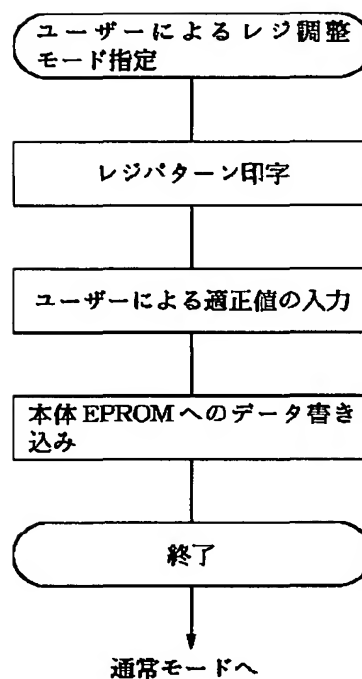 ユーザーによるレジ調整
モード指定
レジパターン印字
ユーザーによる適正値の入力
本体EPROMへのデータ書き
込み
終了
通常モードへ